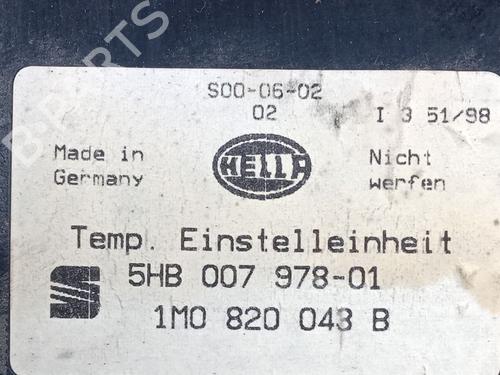 S00-06-02
02
I 3 51/98
Made in
Germany
HELLA
Nicht
werfen
Temp. Einstelleinheit
5HB 007 978-01
1M0 820 043 B